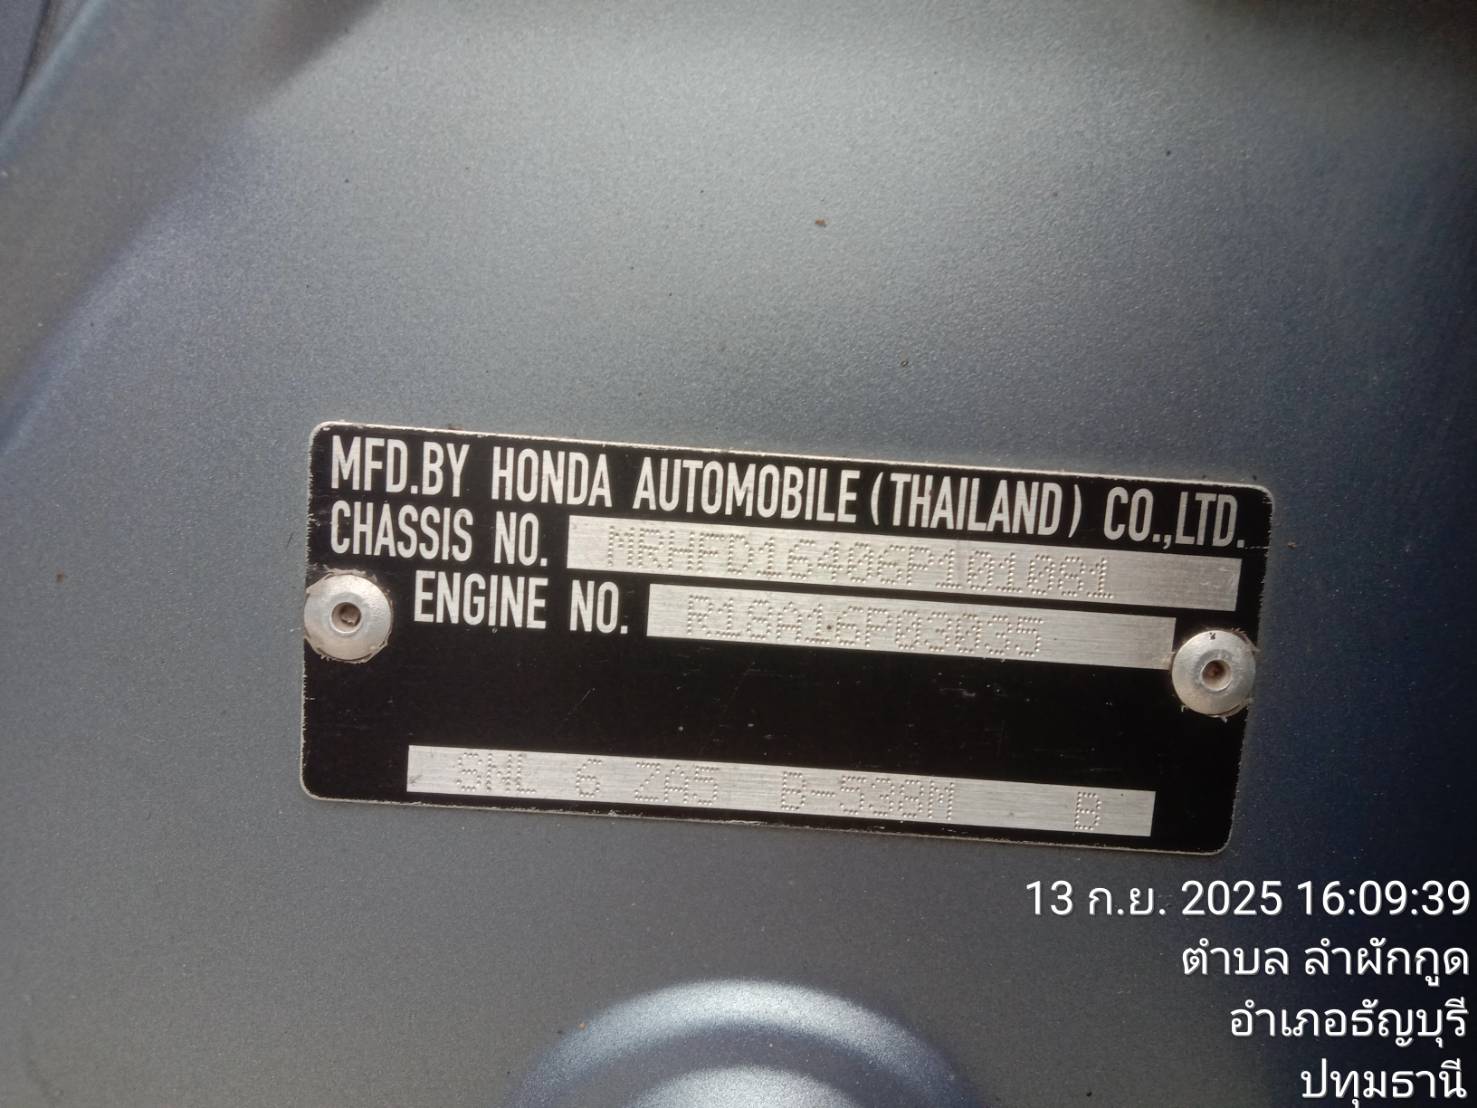 MFD.BY HONDA AUTOMOBILE (THAILAND) CO.,LTD.
CHASSIS NO. MRHFD16406P101081
ENGINE NO. R18A16P03035
SNL 6 ZA5 B-538M B
13 ก.ย. 2025 16:09:39
ตำบล ลำผักกูด
อำเภอธัญบุรี
ปทุมธานี